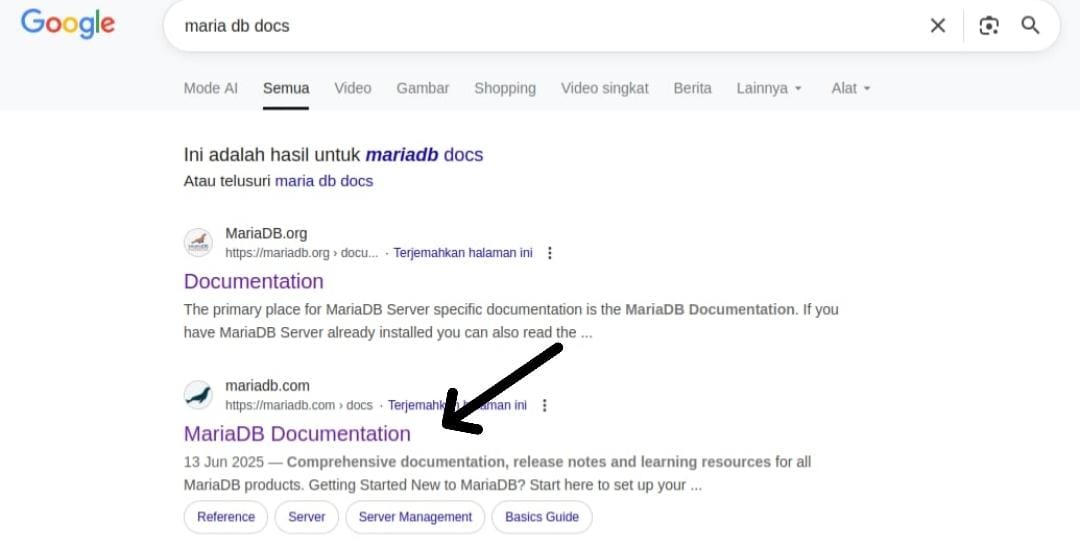 Google
maria db docs
Mode AI Semua Video Gambar Shopping Video singkat Berita Lainnya Alat
Ini adalah hasil untuk mariadb docs
Atau telusuri maria db docs
MariaDB.org
https://mariadb.org › docu... · Terjemahkan halaman ini
Documentation
The primary place for MariaDB Server specific documentation is the MariaDB Documentation. If you
have MariaDB Server already installed you can also read the ...
mariadb.com
https://mariadb.com › docs · Terjemahkan halaman ini
MariaDB Documentation
13 Jun 2025 — Comprehensive documentation, release notes and learning resources for all
MariaDB products. Getting Started New to MariaDB? Start here to set up your ...
Reference Server Server Management Basics Guide